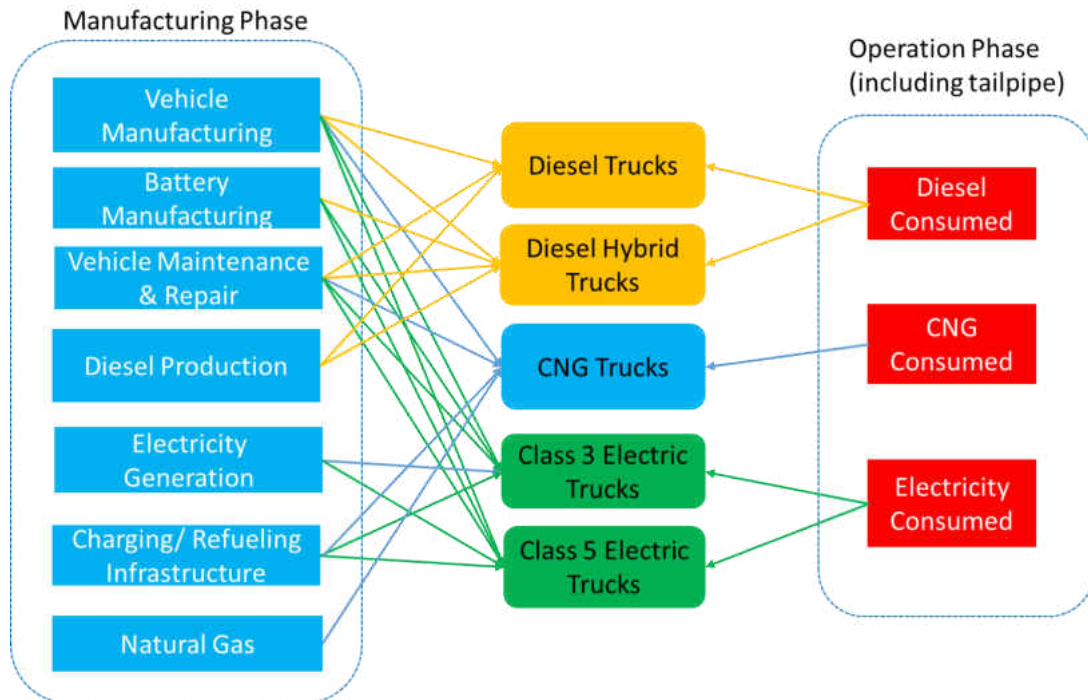 Manufacturing Phase
Vehicle
Manufacturing
Battery
Manufacturing
Vehicle Maintenance
& Repair
Diesel Production
Electricity
Generation
Charging/ Refueling
Infrastructure
Natural Gas
Diesel Trucks
Diesel Hybrid
Trucks
CNG Trucks
Class 3 Electric
Trucks
Class 5 Electric
Trucks
Operation Phase
(including tailpipe)
Diesel
Consumed
CNG
Consumed
Electricity
Consumed